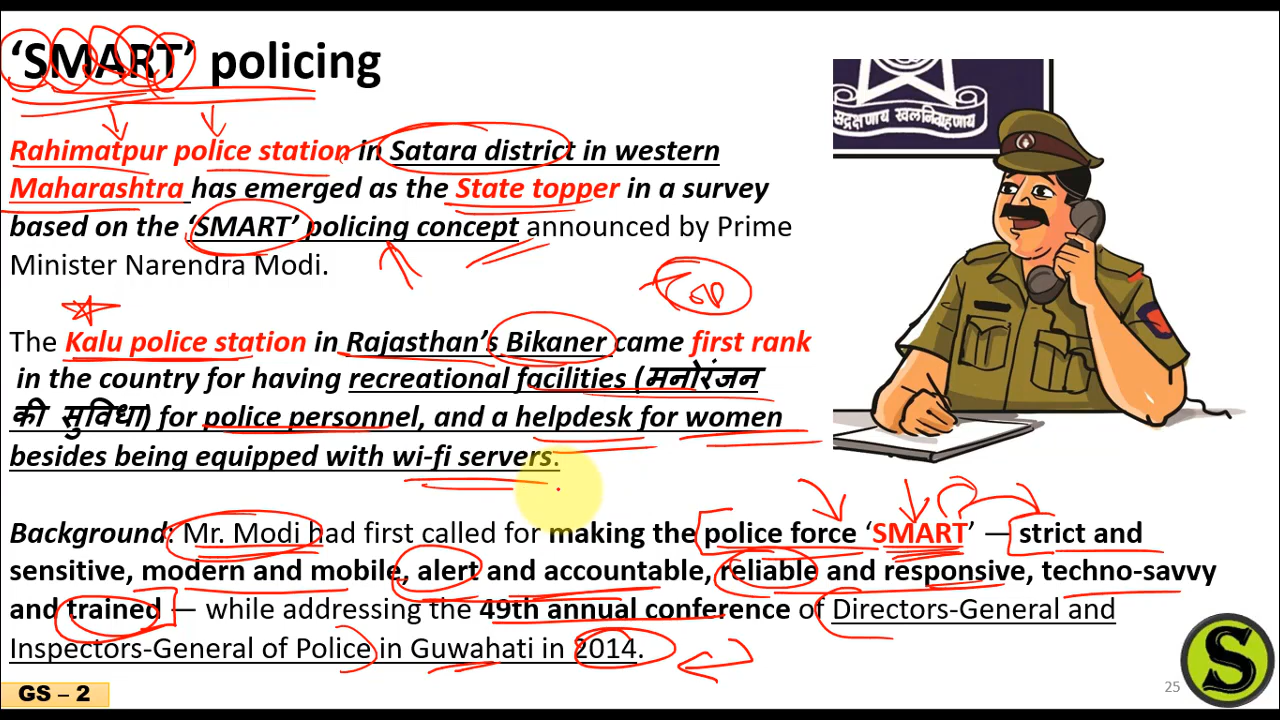 ‘SMART’ policing
सद्रक्षणाय खलनिग्रहणाय
Rahimatpur police station in Satara district in western
Maharashtra has emerged as the State topper in a survey
based on the ‘SMART’ policing concept announced by Prime
Minister Narendra Modi.
The Kalu police station in Rajasthan’s Bikaner came first rank
in the country for having recreational facilities (मनोरंजन
की सुविधा) for police personnel, and a helpdesk for women
besides being equipped with wi-fi servers.
Background: Mr. Modi had first called for making the police force ‘SMART’ — strict and
sensitive, modern and mobile, alert and accountable, reliable and responsive, techno-savvy
and trained — while addressing the 49th annual conference of Directors-General and
Inspectors-General of Police in Guwahati in 2014.
GS – 2
25
S